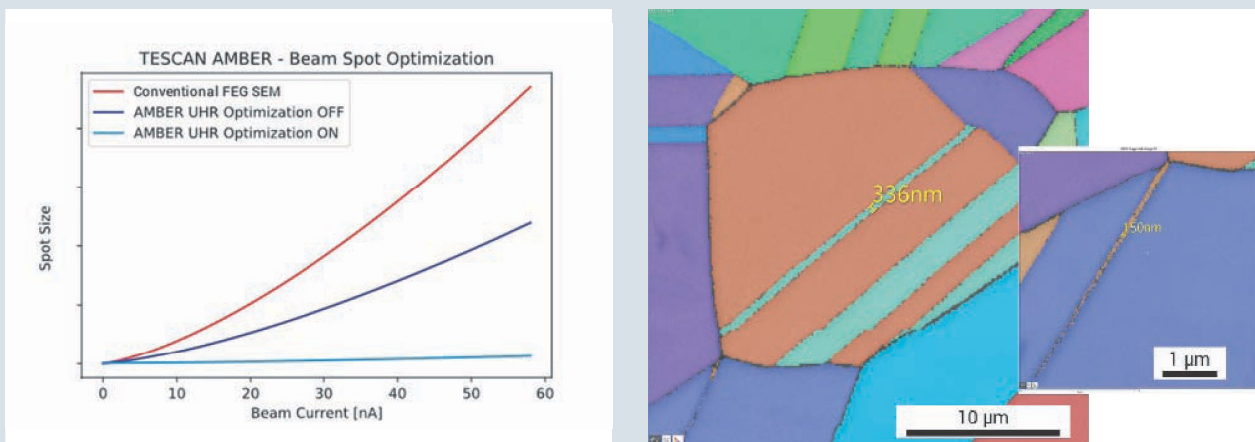 TESCAN AMBER - Beam Spot Optimization
Conventional FEG SEM
AMBER UHR Optimization OFF
AMBER UHR Optimization ON
Spot Size
0 10 20 30 40 50 60
Beam Current [nA]
336nm
10 µm
150nm
1 µm